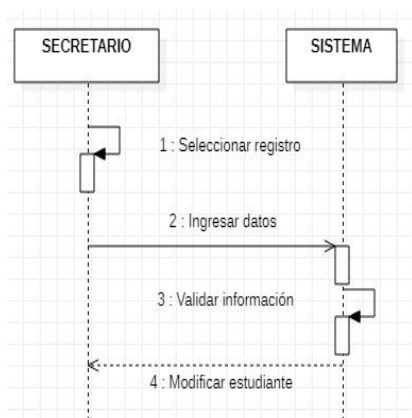 SECRETARIO
SISTEMA
1 : Seleccionar registro
2 : Ingresar datos
3 : Validar información
4 : Modificar estudiante